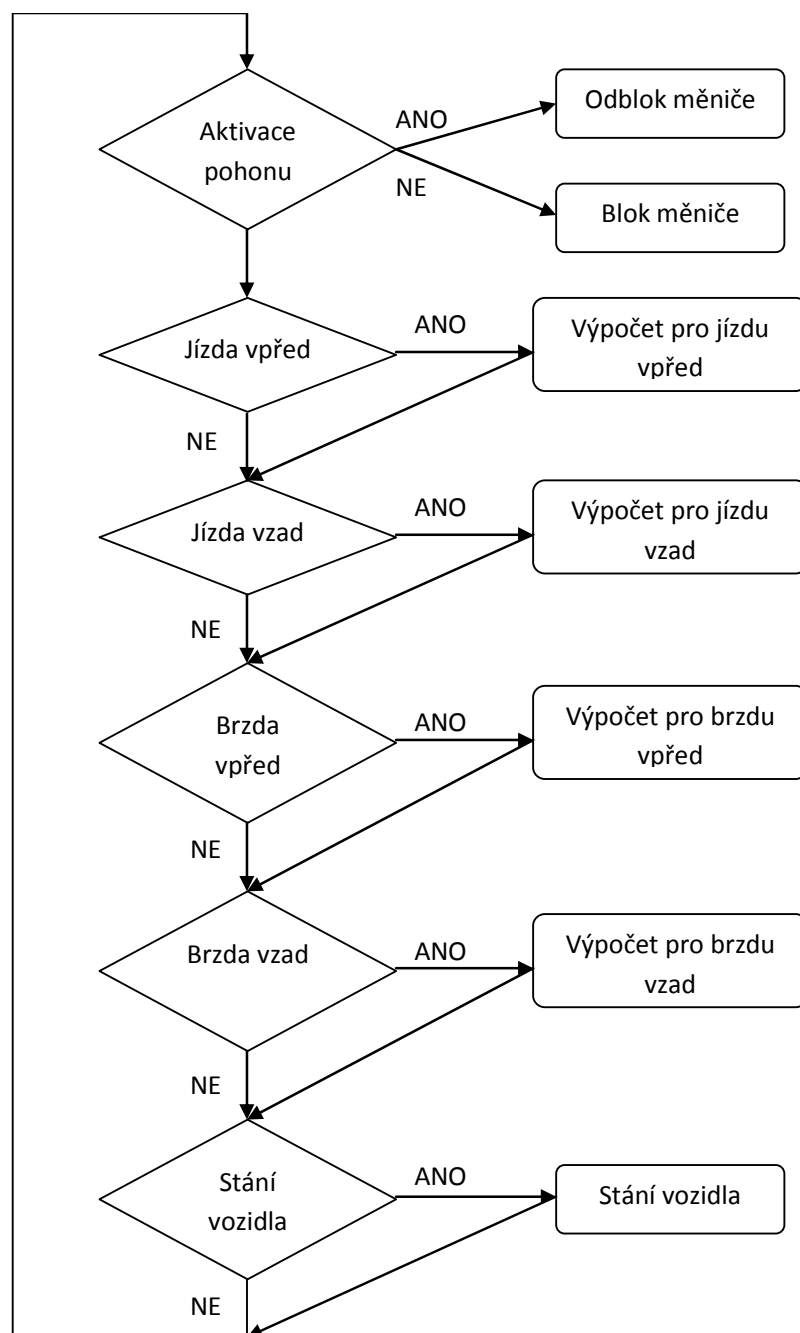 Aktivace
pohonu
ANO
Odblok měniče
NE
Blok měniče
Jízda vpřed
ANO
Výpočet pro jízdu
vpřed
NE
Jízda vzad
ANO
Výpočet pro jízdu
vzad
NE
Brzda
vpřed
ANO
Výpočet pro brzdu
vpřed
NE
Brzda vzad
ANO
Výpočet pro brzdu
vzad
NE
Stání
vozidla
ANO
Stání vozidla
NE